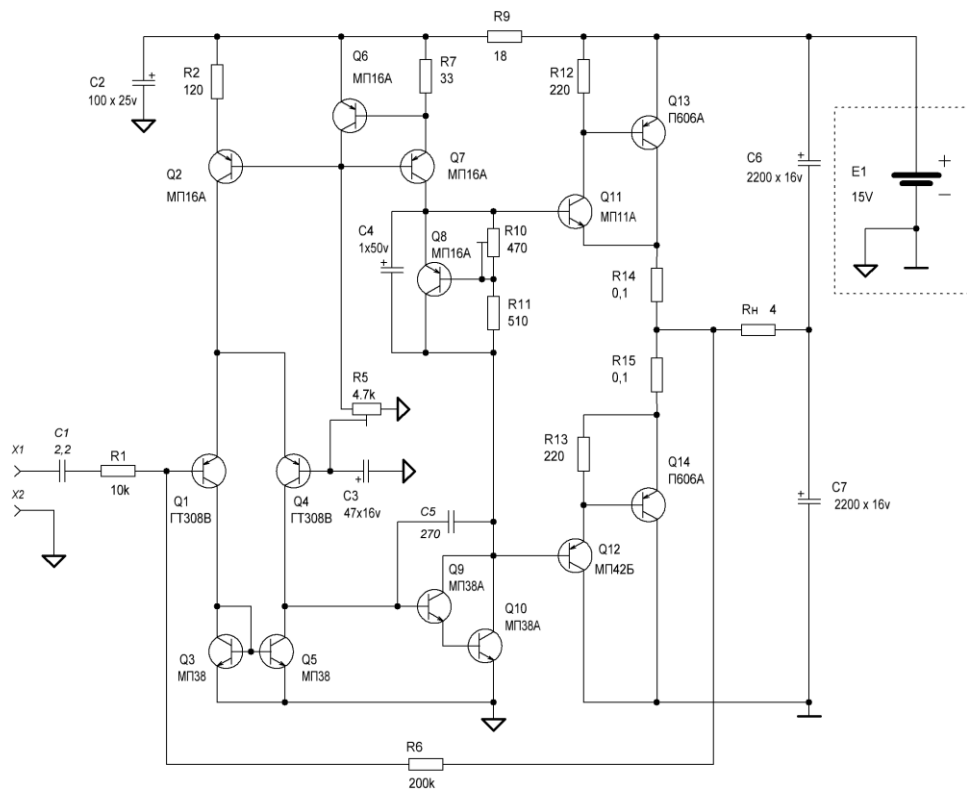 R9
18
Q6
МП16А
R7
33
R2
120
C2
100 x 25v
+
R12
220
Q13
П606А
C6
2200 x 16v
+
E1
15V
+
−
Q2
МП16А
Q7
МП16А
Q11
МП11А
C4
1x50v
+
Q8
МП16А
R10
470
R11
510
R14
0,1
Rн 4
R15
0,1
R5
4.7k
X1
C1
2,2
R1
10k
X2
Q1
ГТ308В
Q4
ГТ308В
+
C3
47x16v
R13
220
Q14
П606А
C7
2200 x 16v
+
C5
270
Q9
МП38А
Q12
МП42Б
Q10
МП38А
Q3
МП38
Q5
МП38
R6
200k